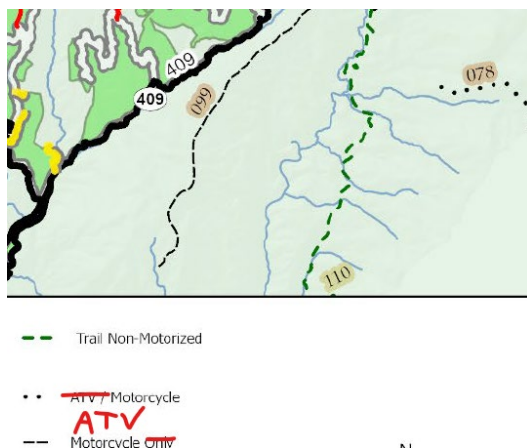 409
078
409
099
110
Trail Non-Motorized
ATV / Motorcycle
ATV
Motorcycle Only
N